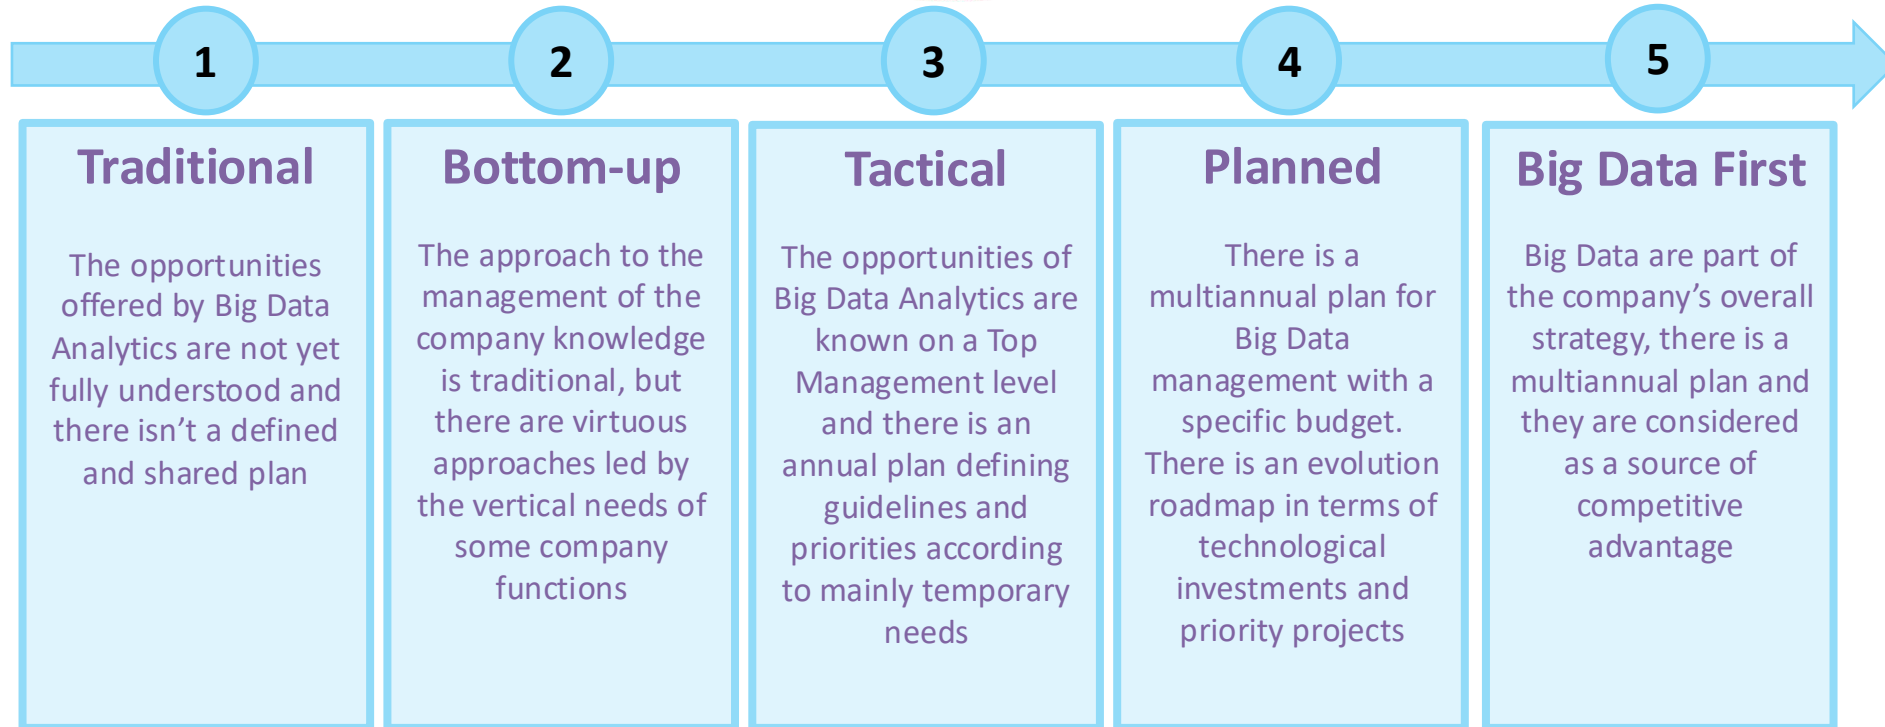 1
2
3
4
5
Traditional
The opportunities
offered by Big Data
Analytics are not yet
fully understood and
there isn’t a defined
and shared plan
Bottom-up
The approach to the
management of the
company knowledge
is traditional, but
there are virtuous
approaches led by
the vertical needs of
some company
functions
Tactical
The opportunities of
Big Data Analytics are
known on a Top
Management level
and there is an
annual plan defining
guidelines and
priorities according
to mainly temporary
needs
Planned
There is a
multiannual plan for
Big Data
management with a
specific budget.
There is an evolution
roadmap in terms of
technological
investments and
priority projects
Big Data First
Big Data are part of
the company’s overall
strategy, there is a
multiannual plan and
they are considered
as a source of
competitive
advantage